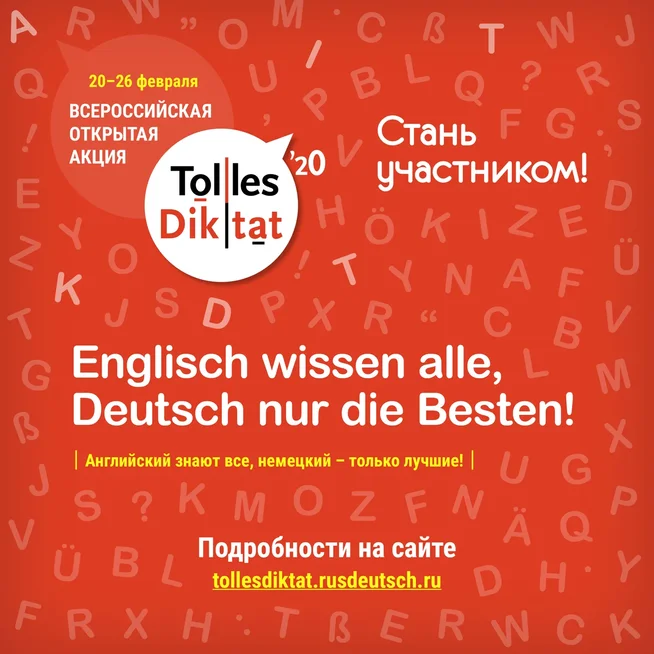 20–26 февраля
ВСЕРОССИЙСКАЯ
ОТКРЫТАЯ
АКЦИЯ
Tolles
Diktat
'20
Стань
участником!
Englisch wissen alle,
Deutsch nur die Besten!
Английский знают все, немецкий – только лучшие!
Подробности на сайте
tollesdiktat.rusdeutsch.ru